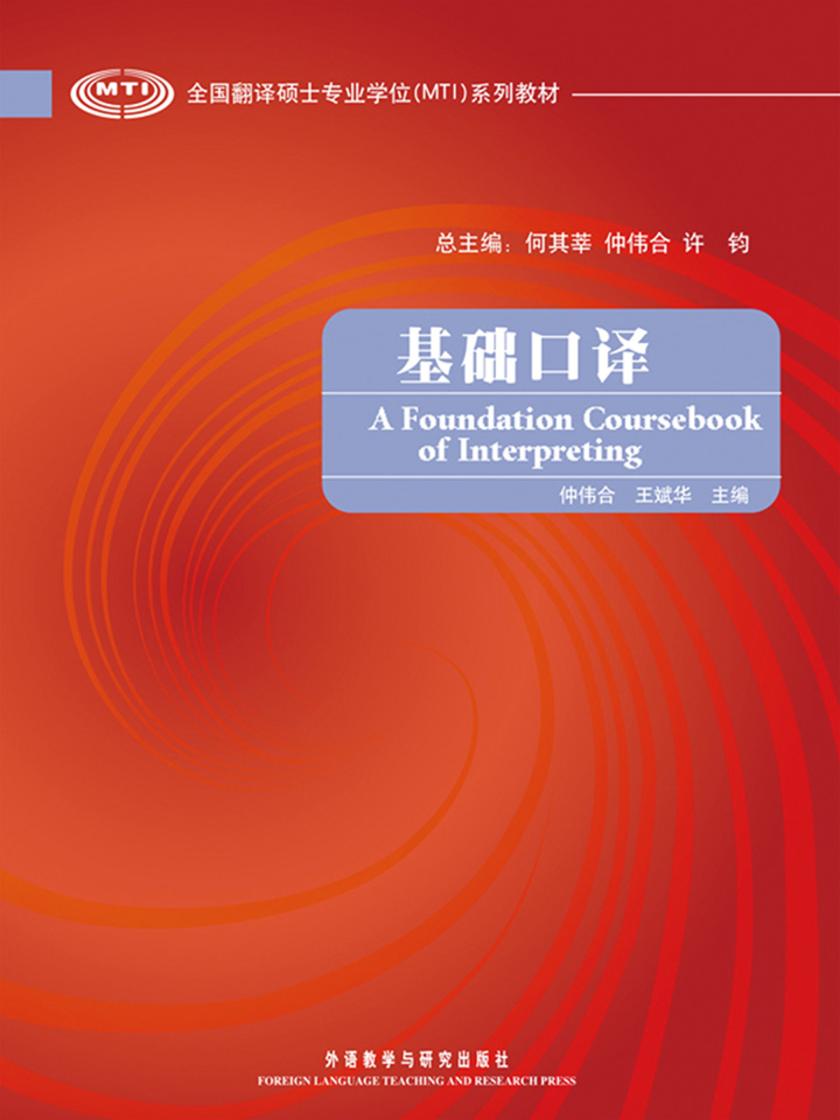 MTI
全国翻译硕士专业学位(MTI)系列教材
总主编：何其莘 仲伟合 许 钧
基础口译
A Foundation Coursebook
of Interpreting
仲伟合 王斌华 主编
外语教学与研究出版社
FOREIGN LANGUAGE TEACHING AND RESEARCH PRESS